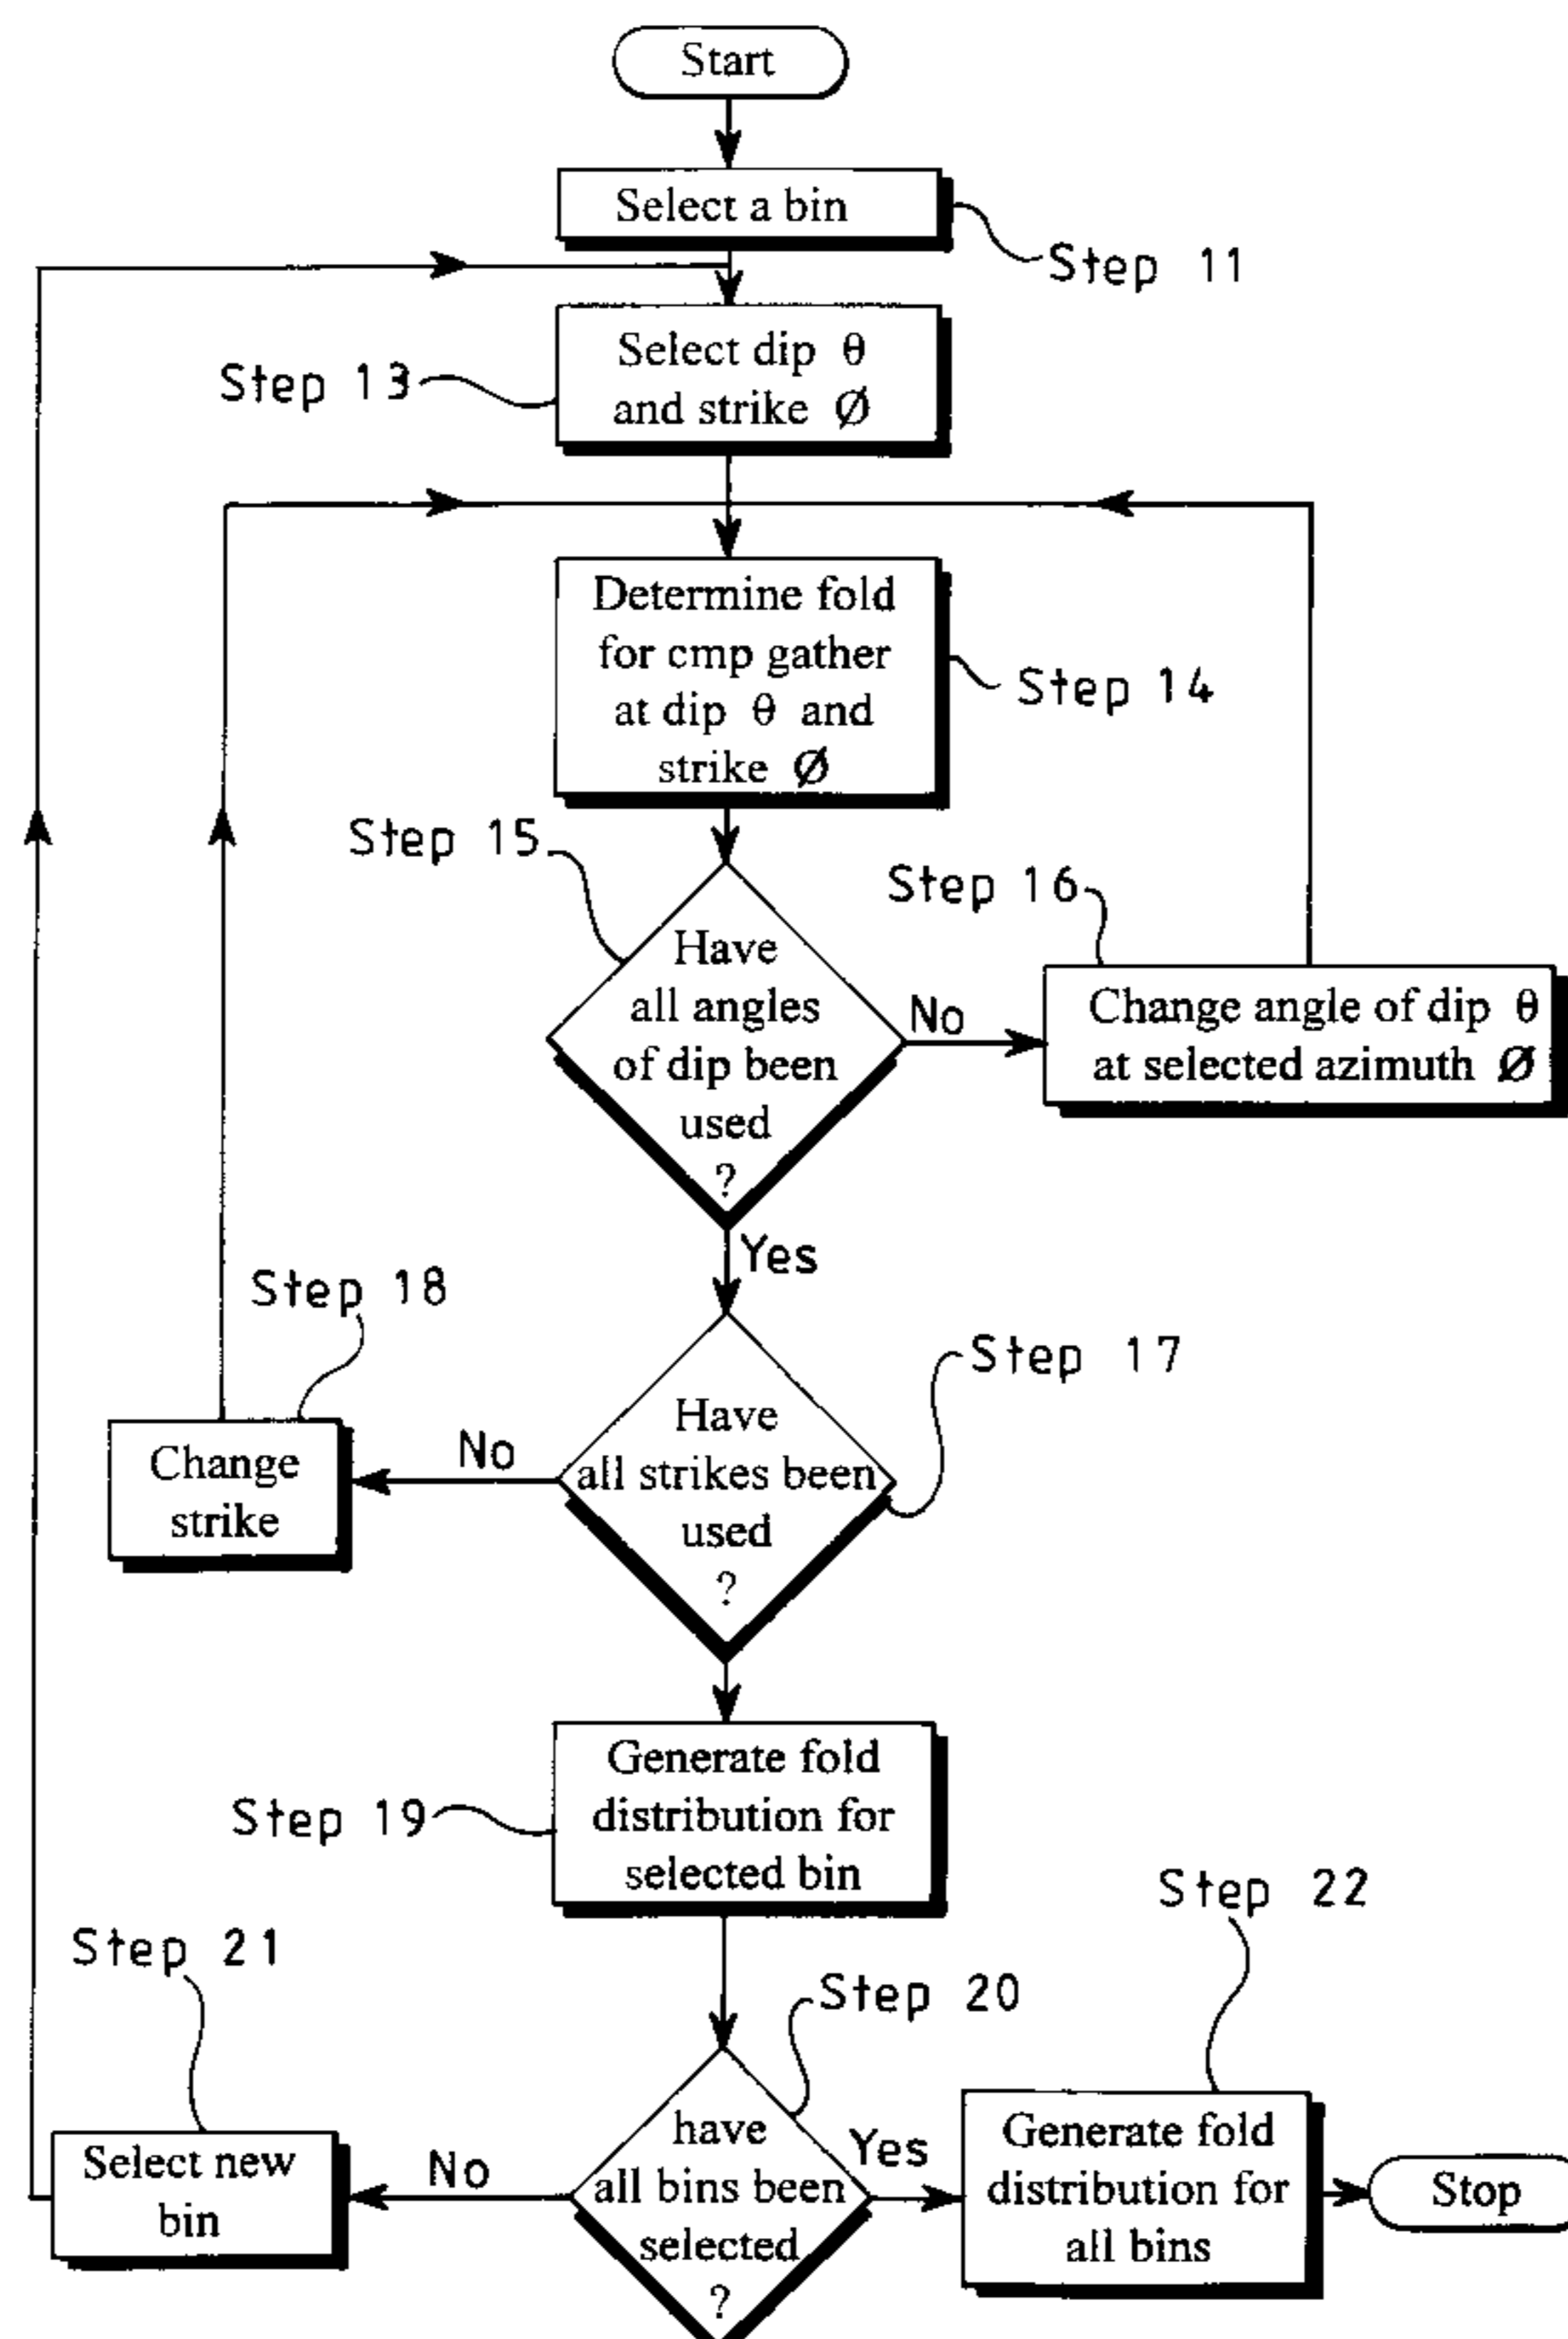 Start
Select a bin
Step 11
Select dip θ
and strike Ø
Step 13
Determine fold
for cmp gather
at dip θ and
strike Ø
Step 14
Step 15
Have
all angles
of dip been
used
?
No
Step 16
Change angle of dip θ
at selected azimuth Ø
Yes
Step 18
Step 17
Have
all strikes been
used
?
No
Change
strike
Generate fold
distribution for
selected bin
Step 19
Step 22
Step 21
Step 20
have
all bins been
selected
?
No
Select new
bin
Yes
Generate fold
distribution for
all bins
Stop